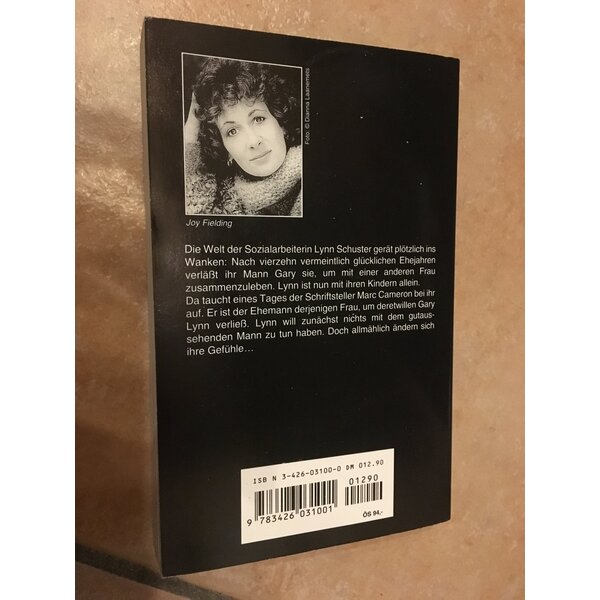 Foto: © Dianna Laanemets
Joy Fielding
Die Welt der Sozialarbeiterin Lynn Schuster gerät plötzlich ins
Wanken: Nach vierzehn vermeintlich glücklichen Ehejahren
verläßt ihr Mann Gary sie, um mit einer anderen Frau
zusammenzuleben. Lynn ist nun mit ihren Kindern allein.
Da taucht eines Tages der Schriftsteller Marc Cameron bei ihr
auf. Er ist der Ehemann derjenigen Frau, um deretwillen Gary
Lynn verließ. Lynn will zunächst nichts mit dem gutaus-
sehenden Mann zu tun haben. Doch allmählich ändern sich
ihre Gefühle...
ISB N 3-426-03100-0 DM 012.90
01290
9 783426 031001
ÖS 94,-